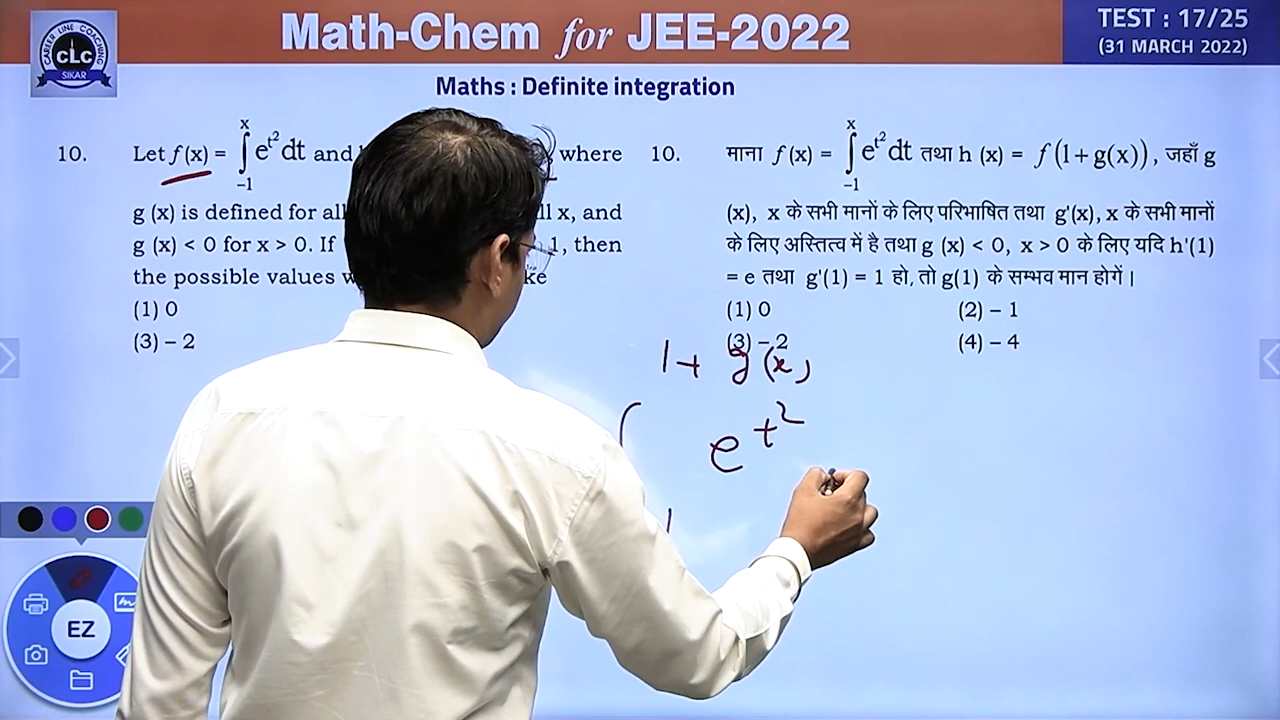 CAREER LINE COACHING
CLC
SIKAR
Math-Chem for JEE-2022
TEST : 17/25
(31 MARCH 2022)
Maths : Definite integration
10. Let f(x) = ∫₋₁ˣ e^{t²} dt and where
g (x) is defined for all x, and
g (x) < 0 for x > 0. If 1, then
the possible values
(1) 0
(3) – 2
10. माना f(x) = ∫₋₁ˣ e^{t²} dt तथा h (x) = f(1+g(x)), जहाँ g
(x), x के सभी मानों के लिए परिभाषित तथा g'(x), x के सभी मानों
के लिए अस्तित्व में है तथा g (x) < 0, x > 0 के लिए यदि h'(1)
= e तथा g'(1) = 1 हो, तो g(1) के सम्भव मान होगें।
(1) 0 (2) – 1
(3) – 2 (4) – 4
1+ g(x)
∫ e^{t²}
EZ